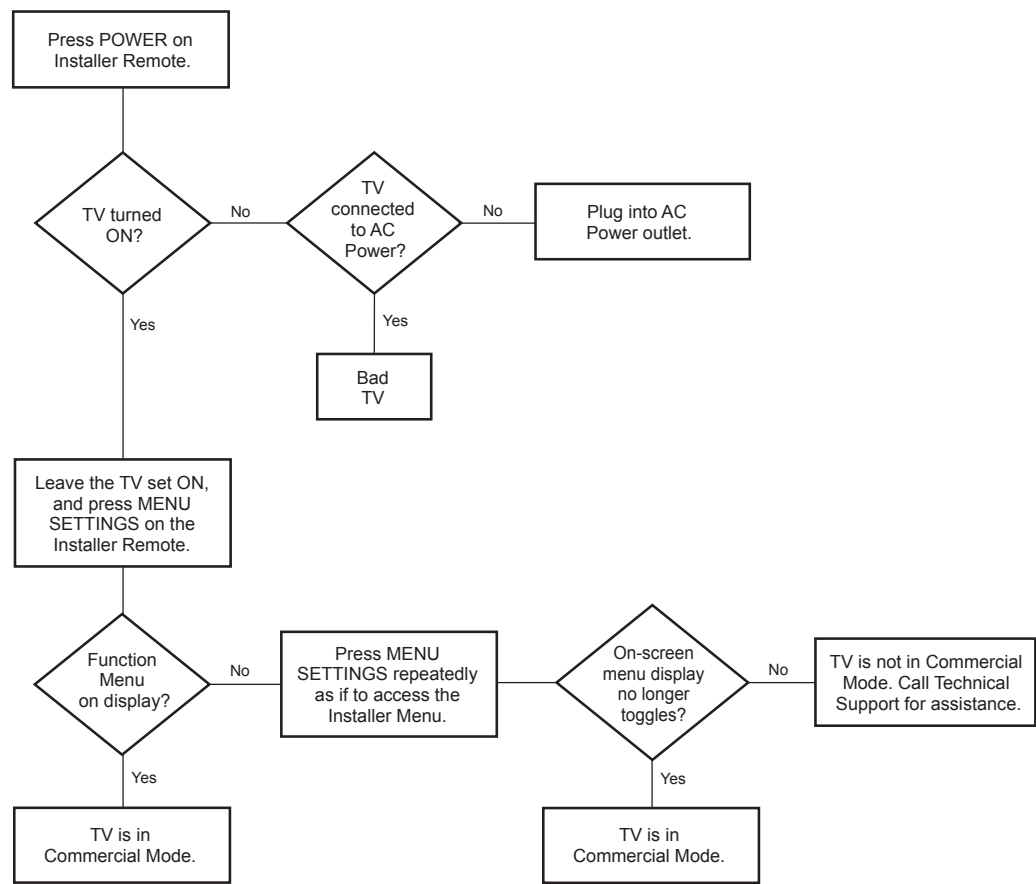 Press POWER on
Installer Remote.
TV turned
ON?
No
TV
connected
to AC
Power?
No
Plug into AC
Power outlet.
Yes
Yes
Bad
TV
Leave the TV set ON,
and press MENU
SETTINGS on the
Installer Remote.
Function
Menu
on display?
No
Press MENU
SETTINGS repeatedly
as if to access the
Installer Menu.
On-screen
menu display
no longer
toggles?
No
TV is not in Commercial
Mode. Call Technical
Support for assistance.
Yes
Yes
TV is in
Commercial Mode.
TV is in
Commercial Mode.